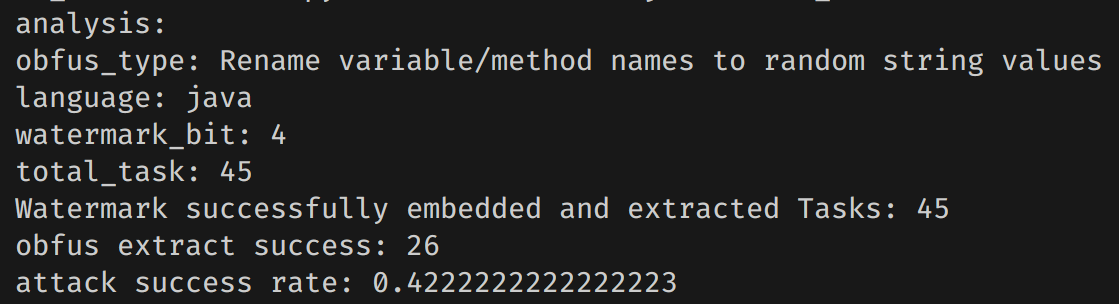 analysis:
obfus_type: Rename variable/method names to random string values
language: java
watermark_bit: 4
total_task: 45
Watermark successfully embedded and extracted Tasks: 45
obfus extract success: 26
attack success rate: 0.4222222222222223